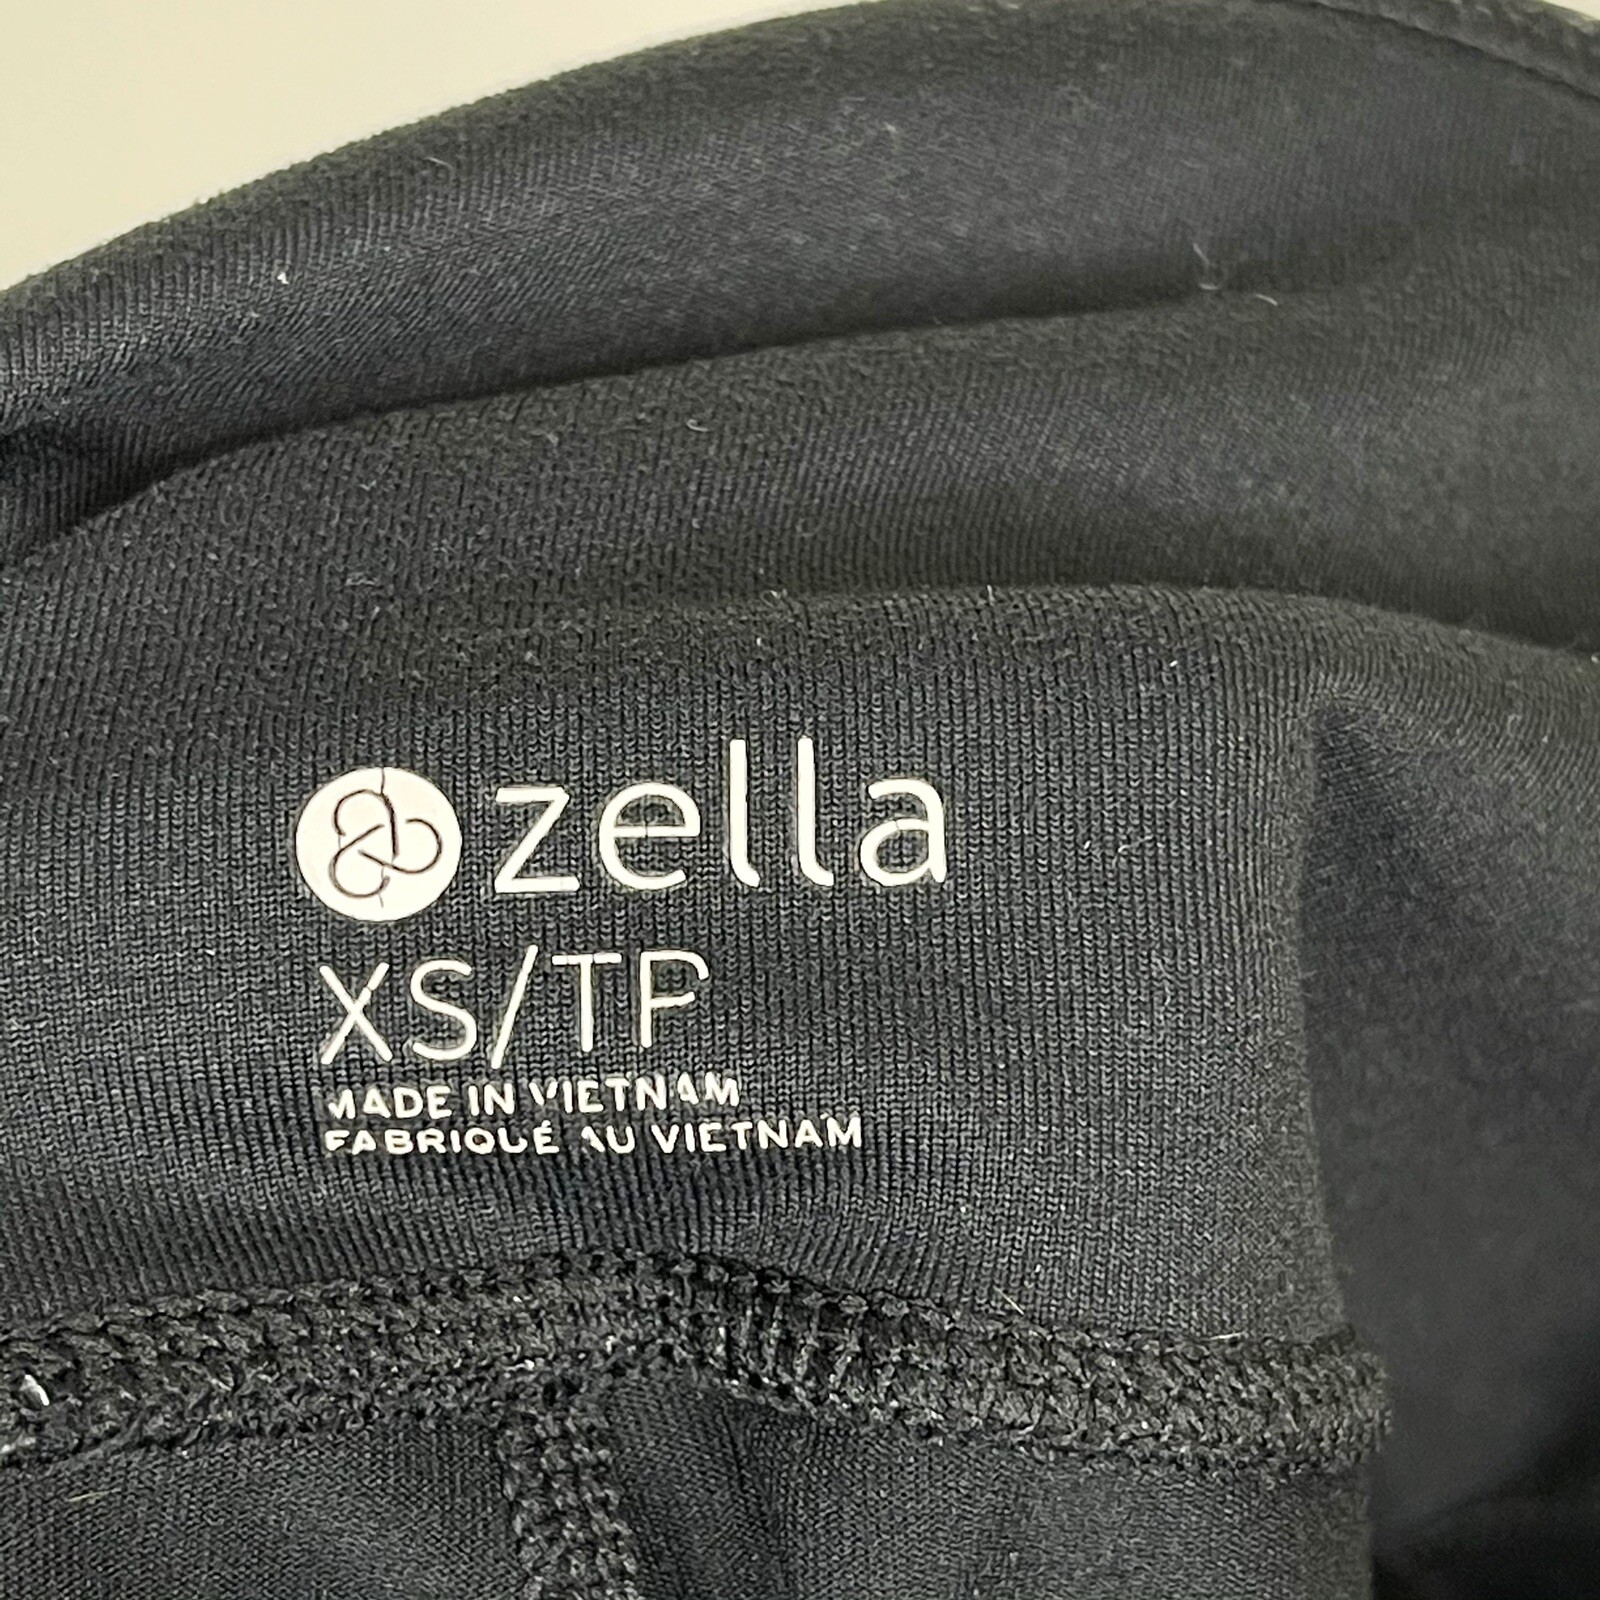 zella
XS/TP
MADE IN VIETNAM
FABRIQUÉ AU VIETNAM